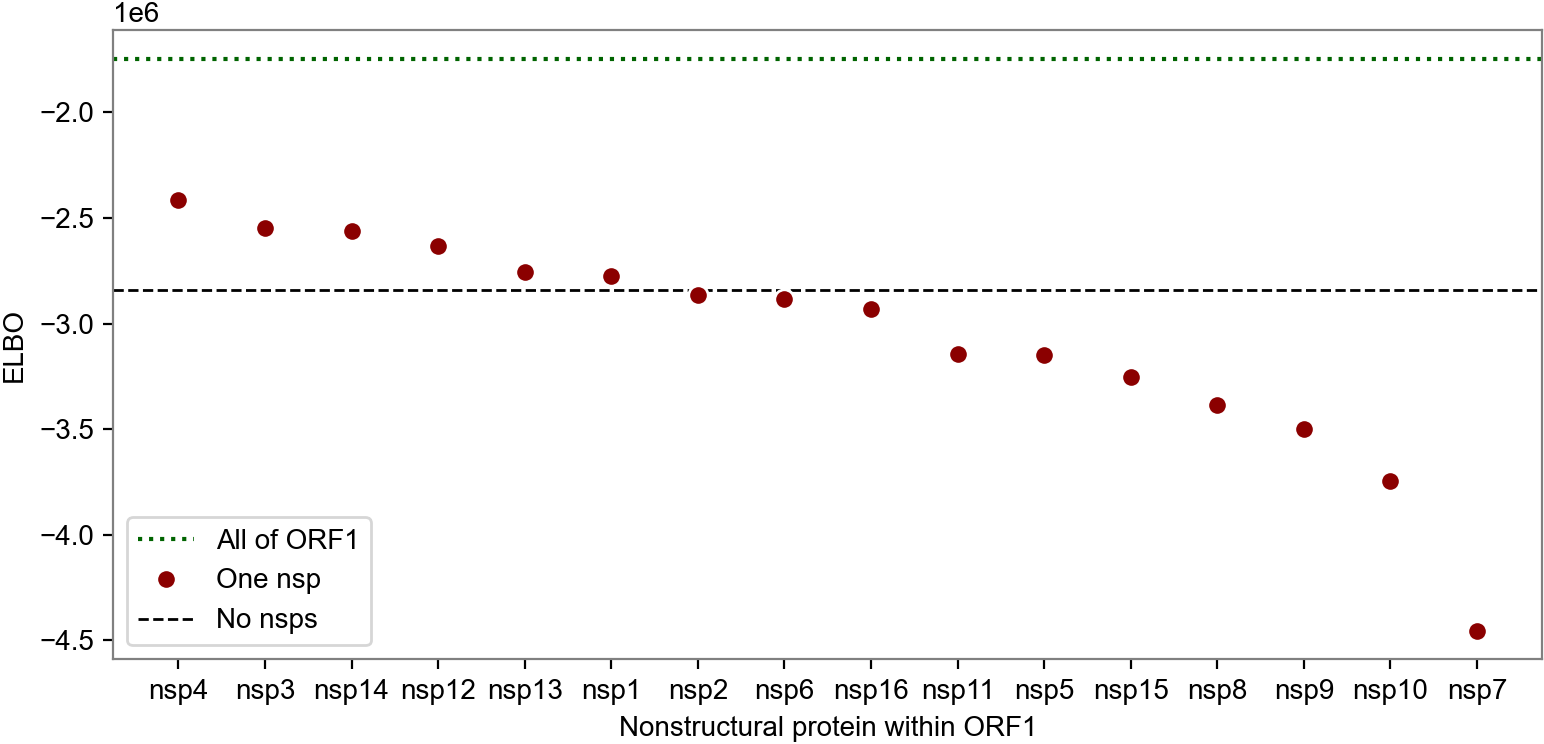 1e6
−2.0
−2.5
−3.0
−3.5
−4.0
−4.5
ELBO
All of ORF1
One nsp
No nsps
nsp4 nsp3 nsp14 nsp12 nsp13 nsp1 nsp2 nsp6 nsp16 nsp11 nsp5 nsp15 nsp8 nsp9 nsp10 nsp7
Nonstructural protein within ORF1